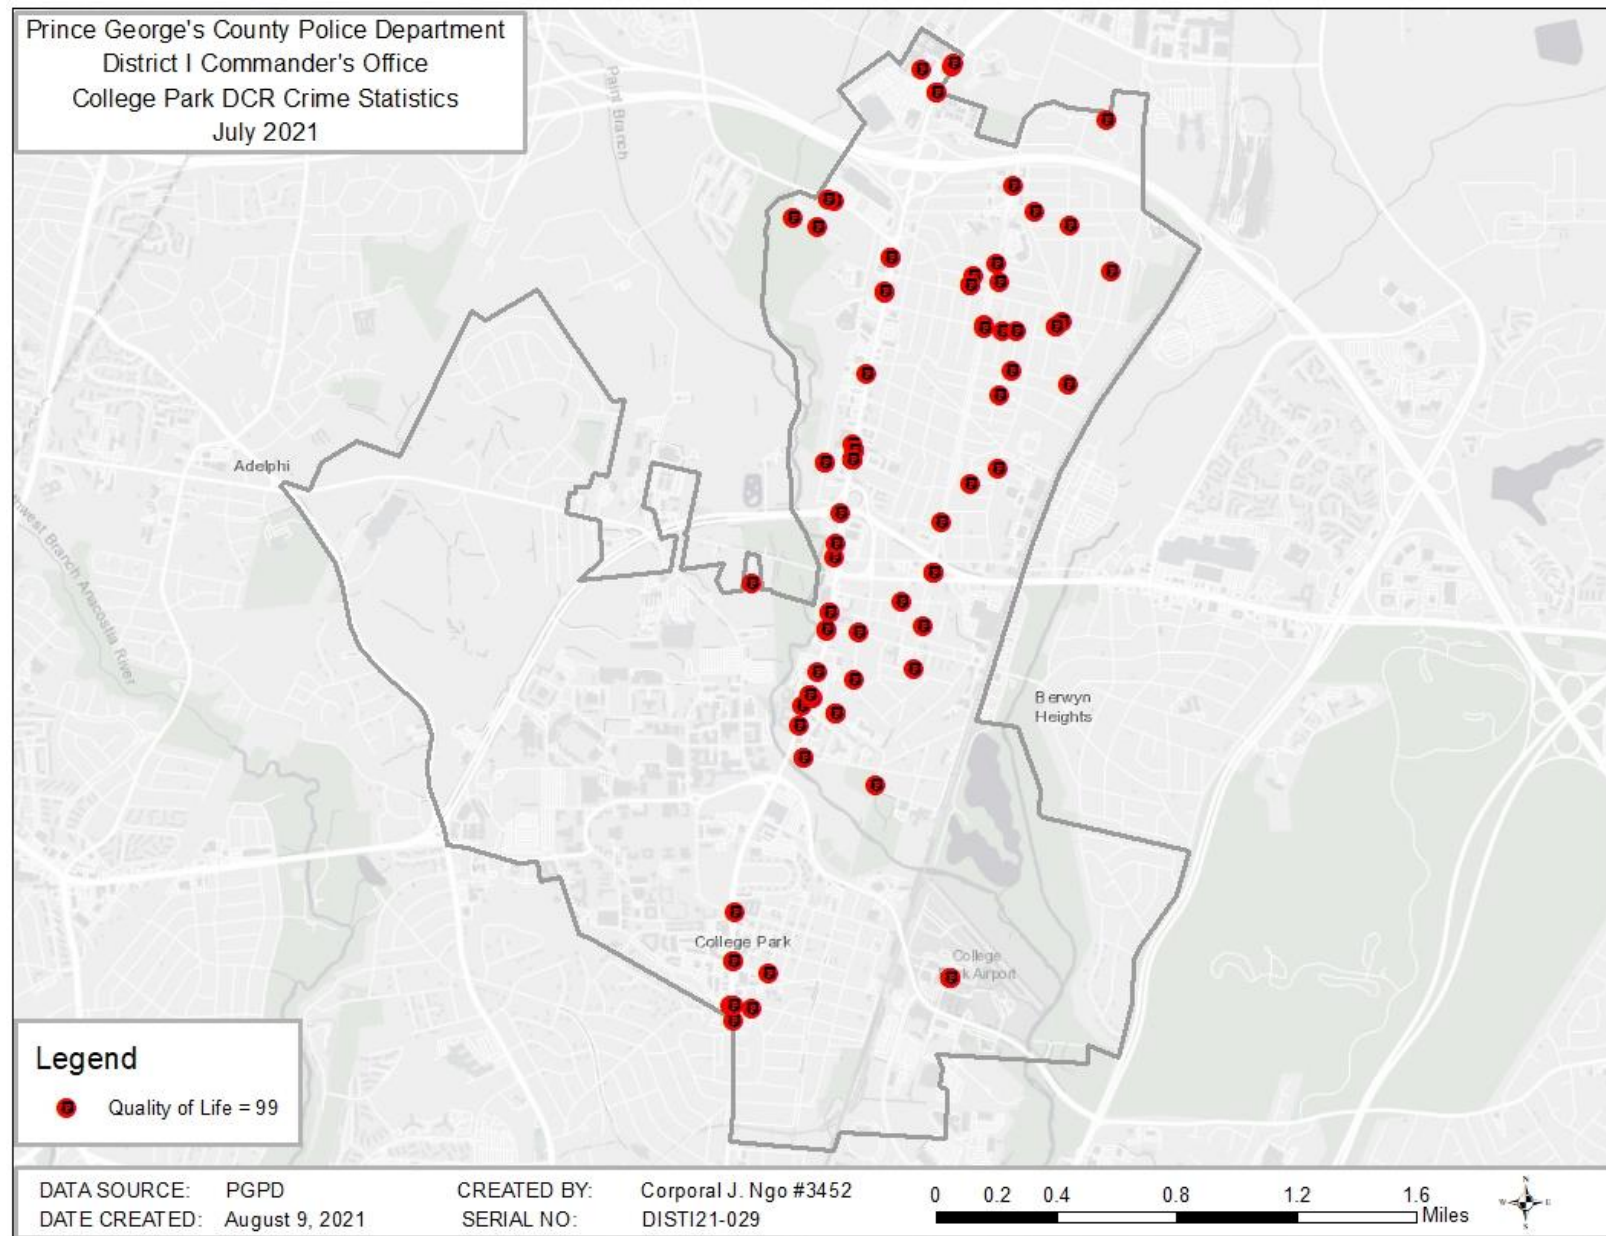 Prince George's County Police Department
District I Commander's Office
College Park DCR Crime Statistics
July 2021
Paint Branch
Adelphi
Northwest Branch Anacostia River
Berwyn
Heights
College Park
College
Park Airport
Legend
Quality of Life = 99
DATA SOURCE: PGPD
CREATED BY: Corporal J. Ngo #3452
DATE CREATED: August 9, 2021
SERIAL NO: DISTI21-029
0 0.2 0.4 0.8 1.2 1.6
Miles
N
W E
S